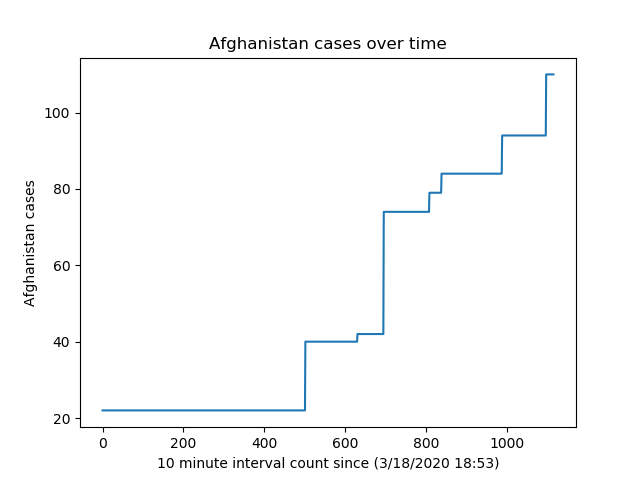 Afghanistan cases over time
Afghanistan cases
100
80
60
40
20
0 200 400 600 800 1000
10 minute interval count since (3/18/2020 18:53)